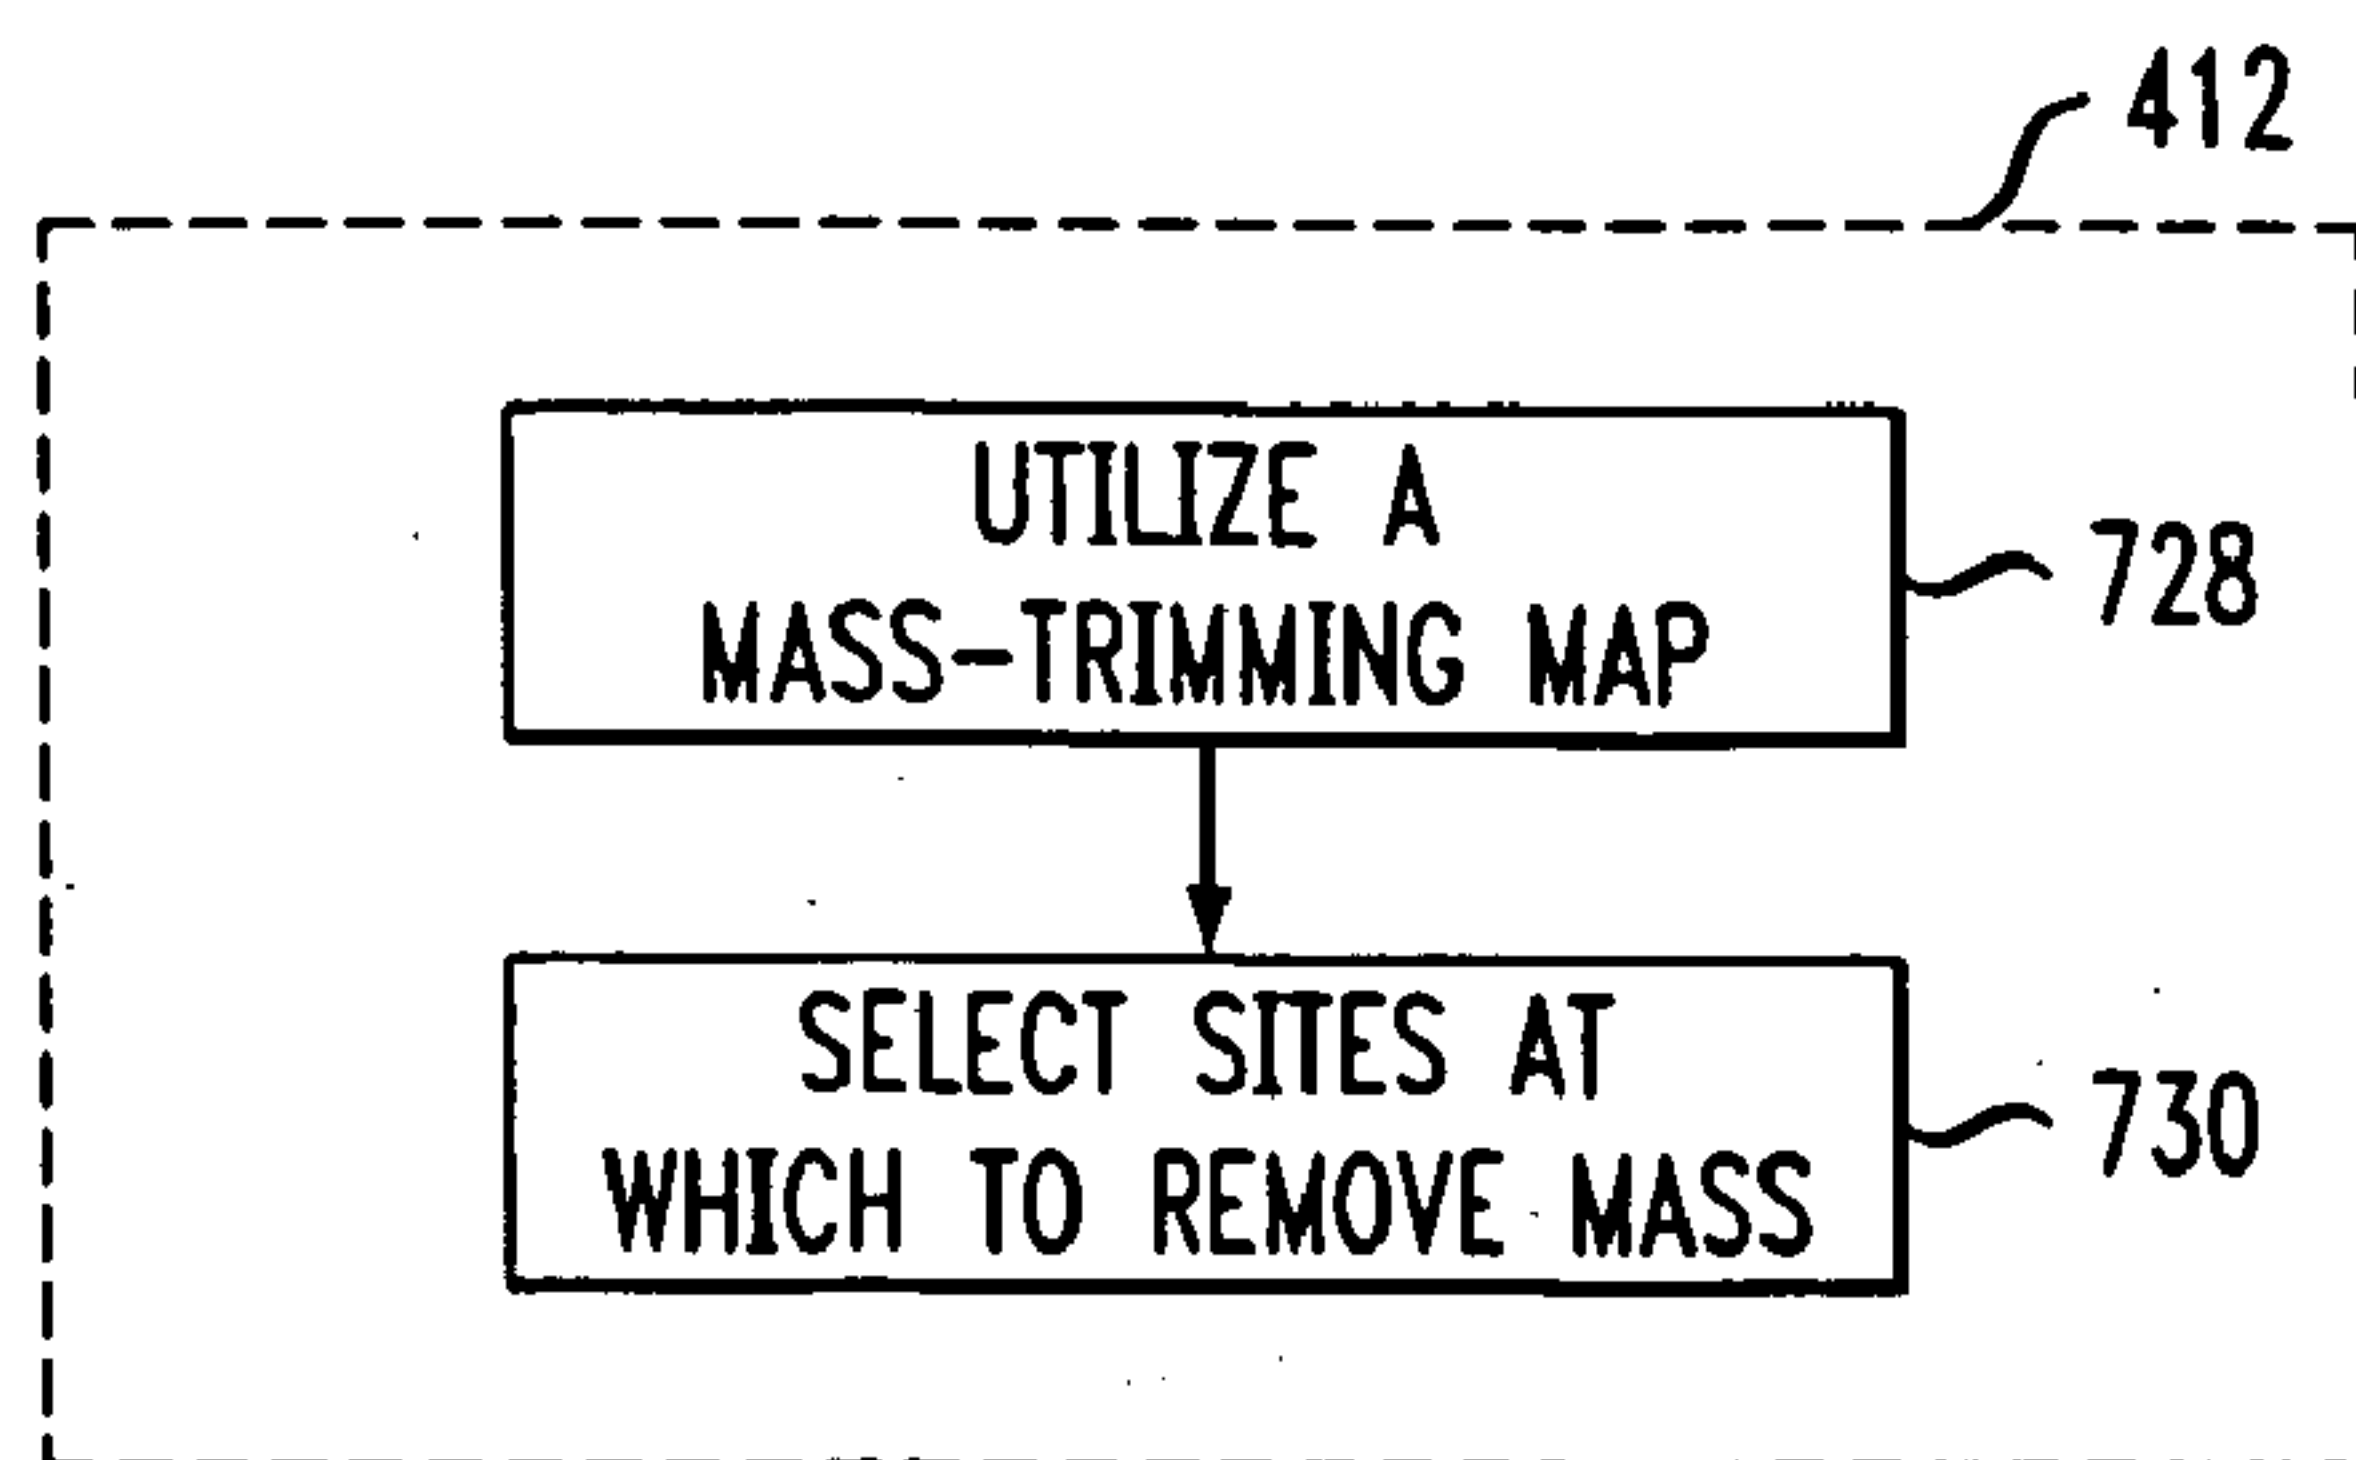 412
UTILIZE A
MASS-TRIMMING MAP
728
SELECT SITES AT
WHICH TO REMOVE MASS
730